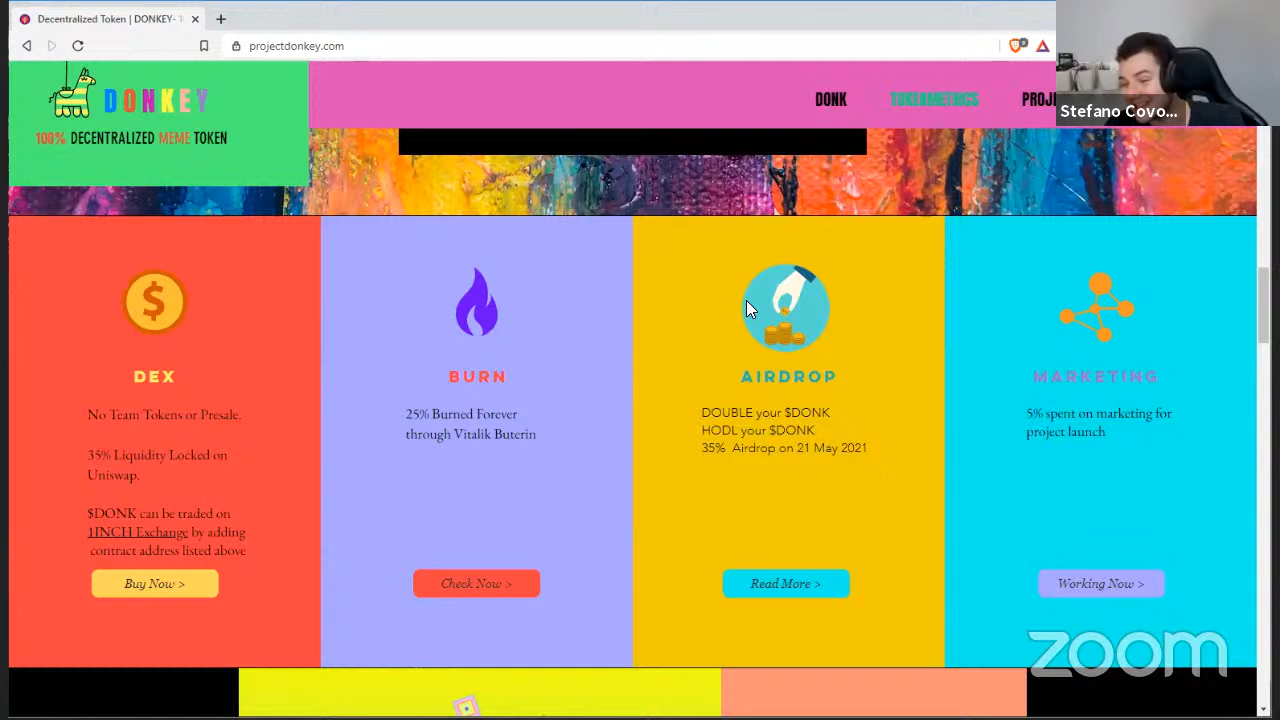 Decentralized Token | DONKEY-
projectdonkey.com
DONKEY
100% DECENTRALIZED MEME TOKEN
DONK
TOKENMETRICS
Stefano Covo...
DEX
No Team Tokens or Presale.
35% Liquidity Locked on
Uniswap.
$DONK can be traded on
1INCH Exchange by adding
contract address listed above
Buy Now >
BURN
25% Burned Forever
through Vitalik Buterin
Check Now >
AIRDROP
DOUBLE your $DONK
HODL your $DONK
35% Airdrop on 21 May 2021
Read More >
MARKETING
5% spent on marketing for
project launch
Working Now >
zoom